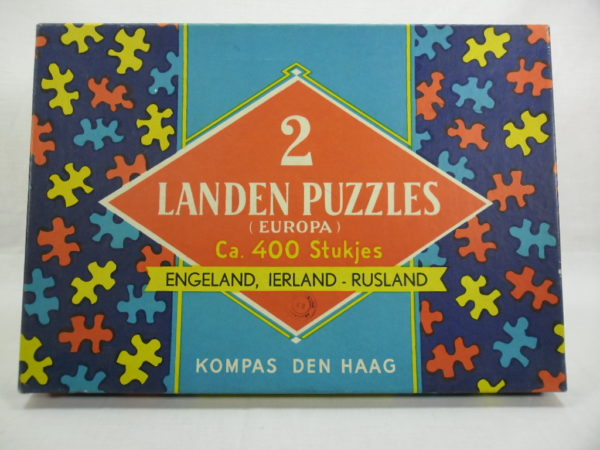 2
LANDEN PUZZLES
(EUROPA)
Ca. 400 Stukjes
ENGELAND, IERLAND - RUSLAND
KOMPAS DEN HAAG